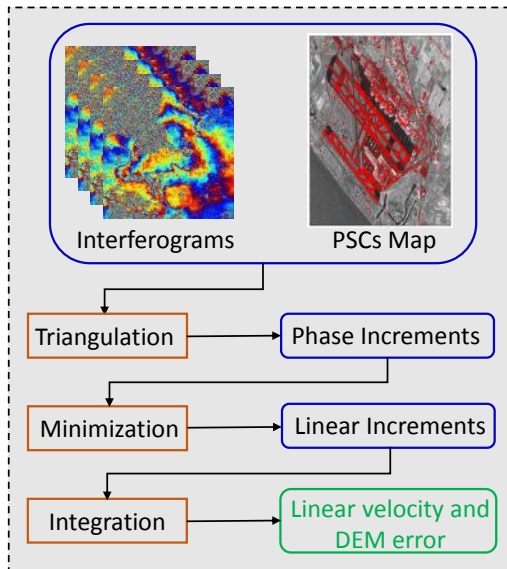 Interferograms
PSCs Map
Triangulation
Phase Increments
Minimization
Linear Increments
Integration
Linear velocity and
DEM error